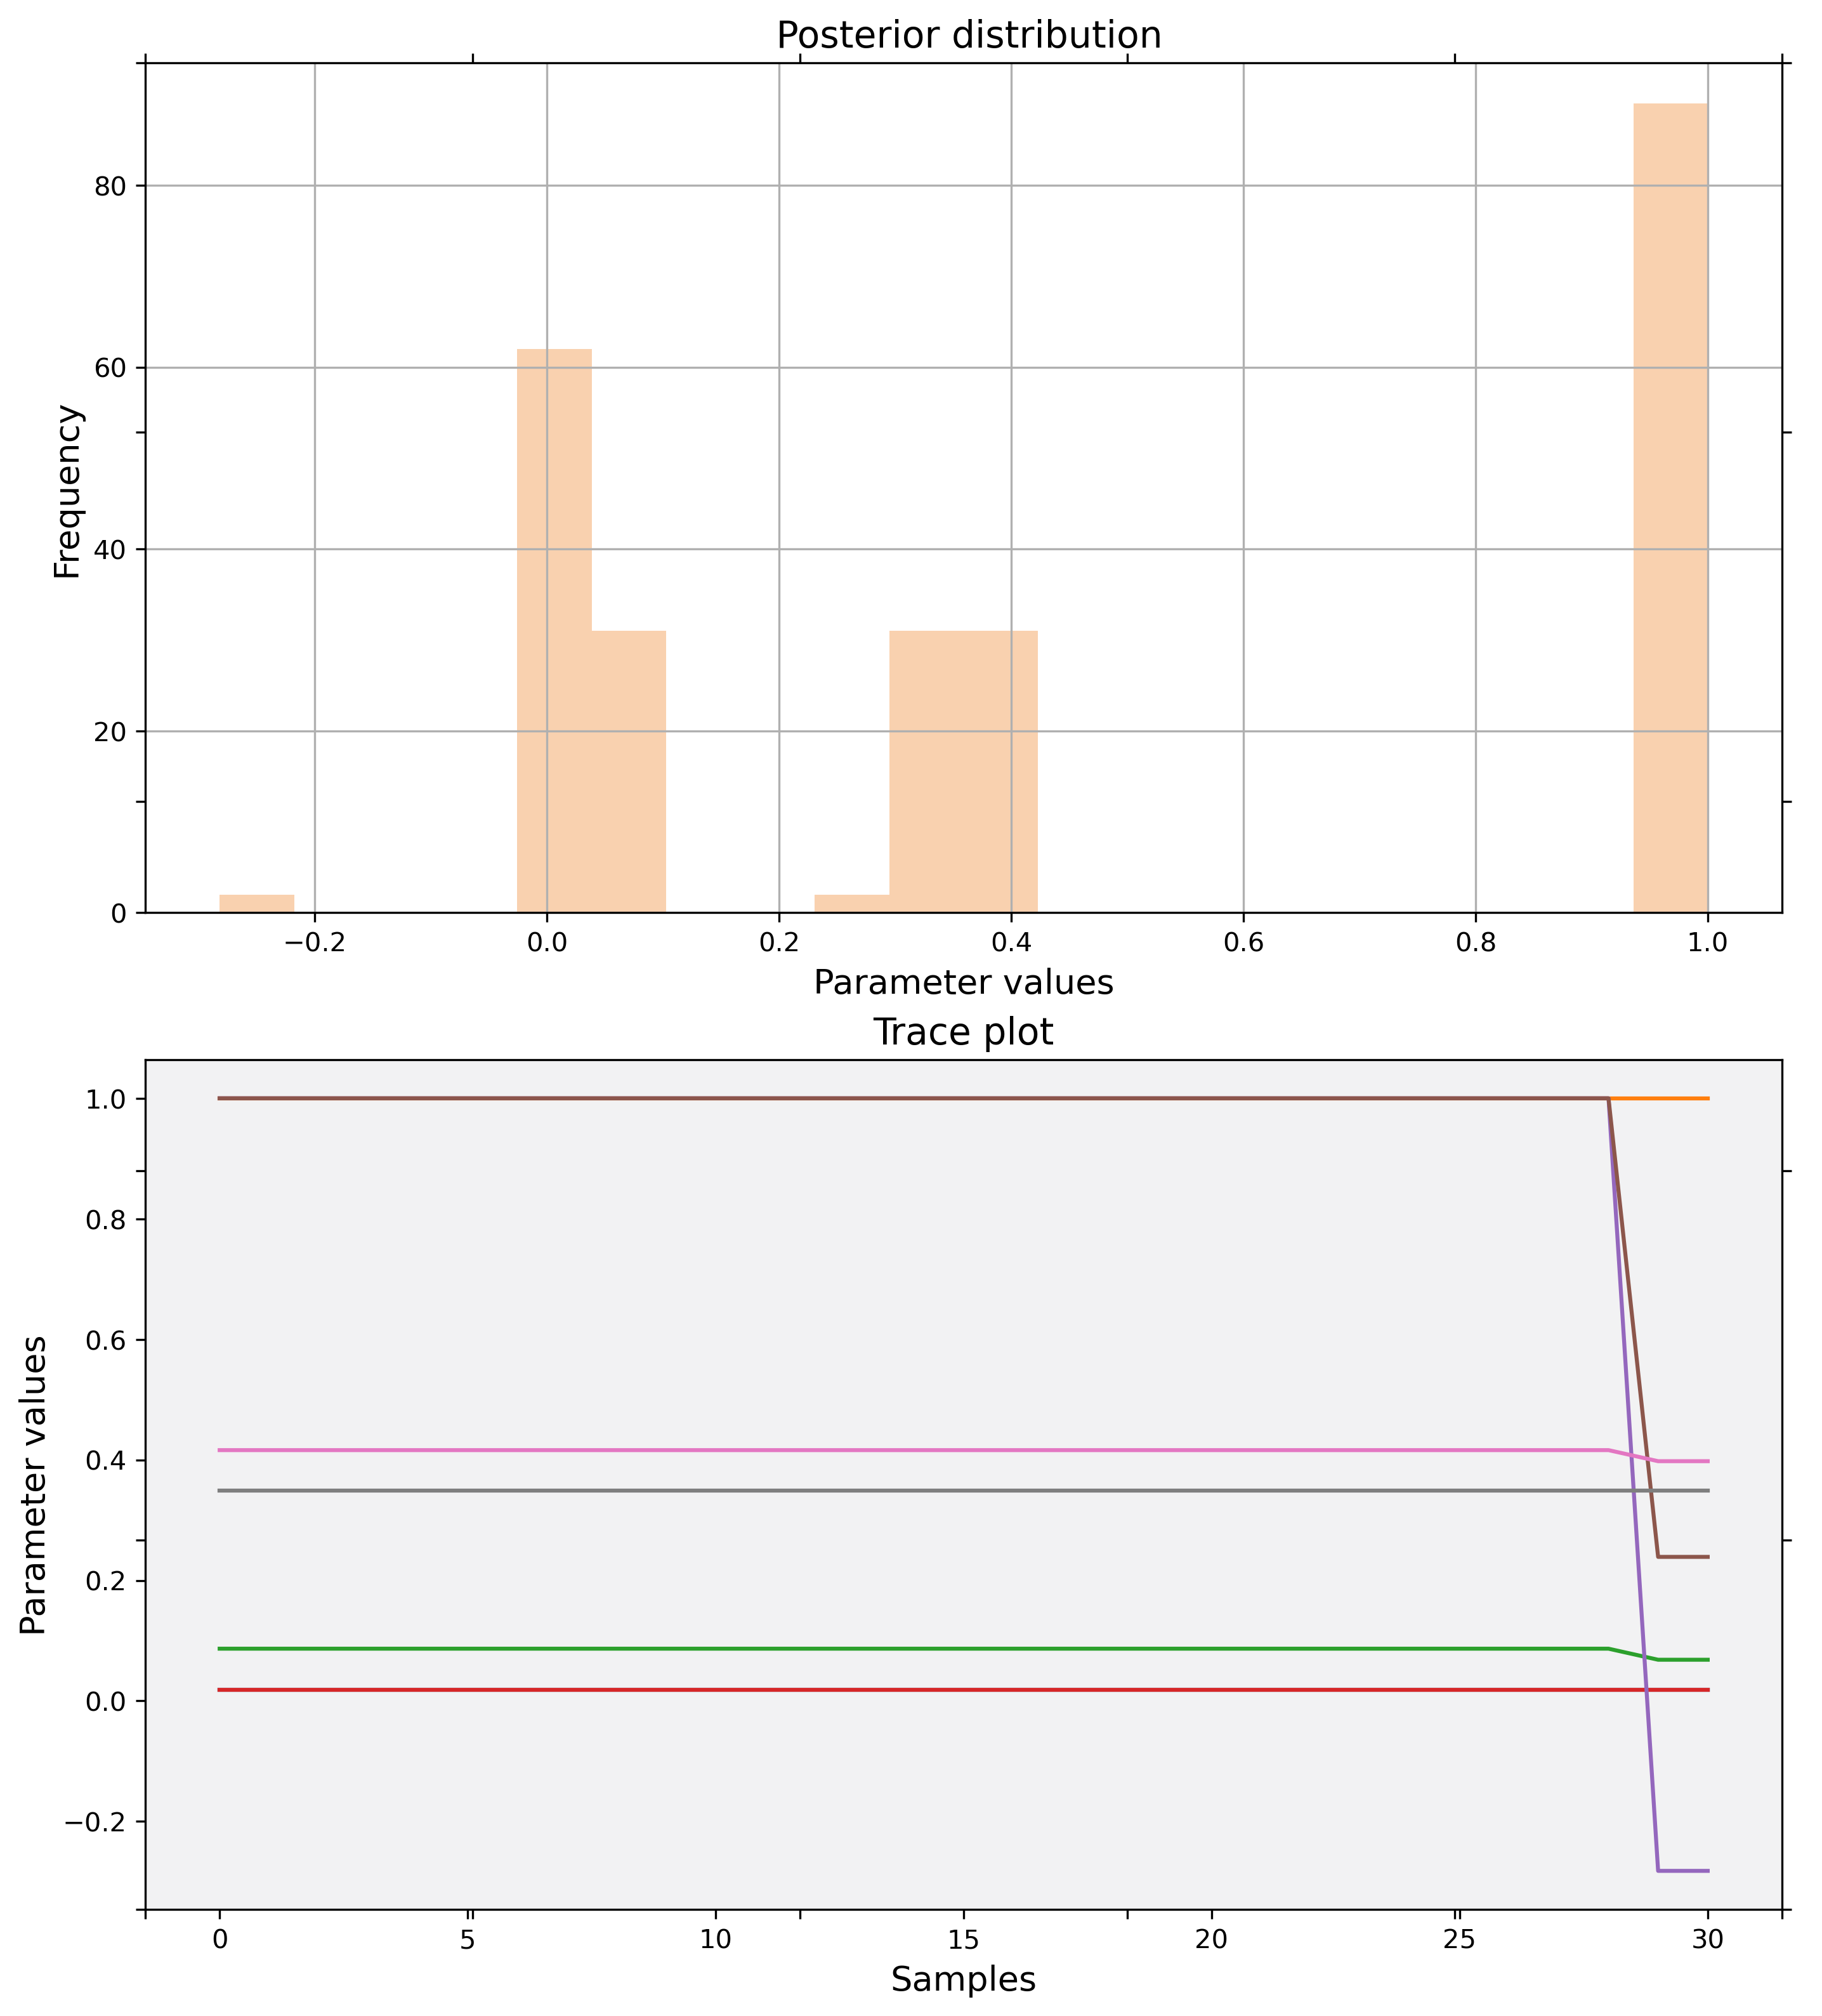 Posterior distribution
80
60
40
20
0
Frequency
−0.2 0.0 0.2 0.4 0.6 0.8 1.0
Parameter values
Trace plot
1.0
0.8
0.6
0.4
0.2
0.0
−0.2
Parameter values
0 5 10 15 20 25 30
Samples